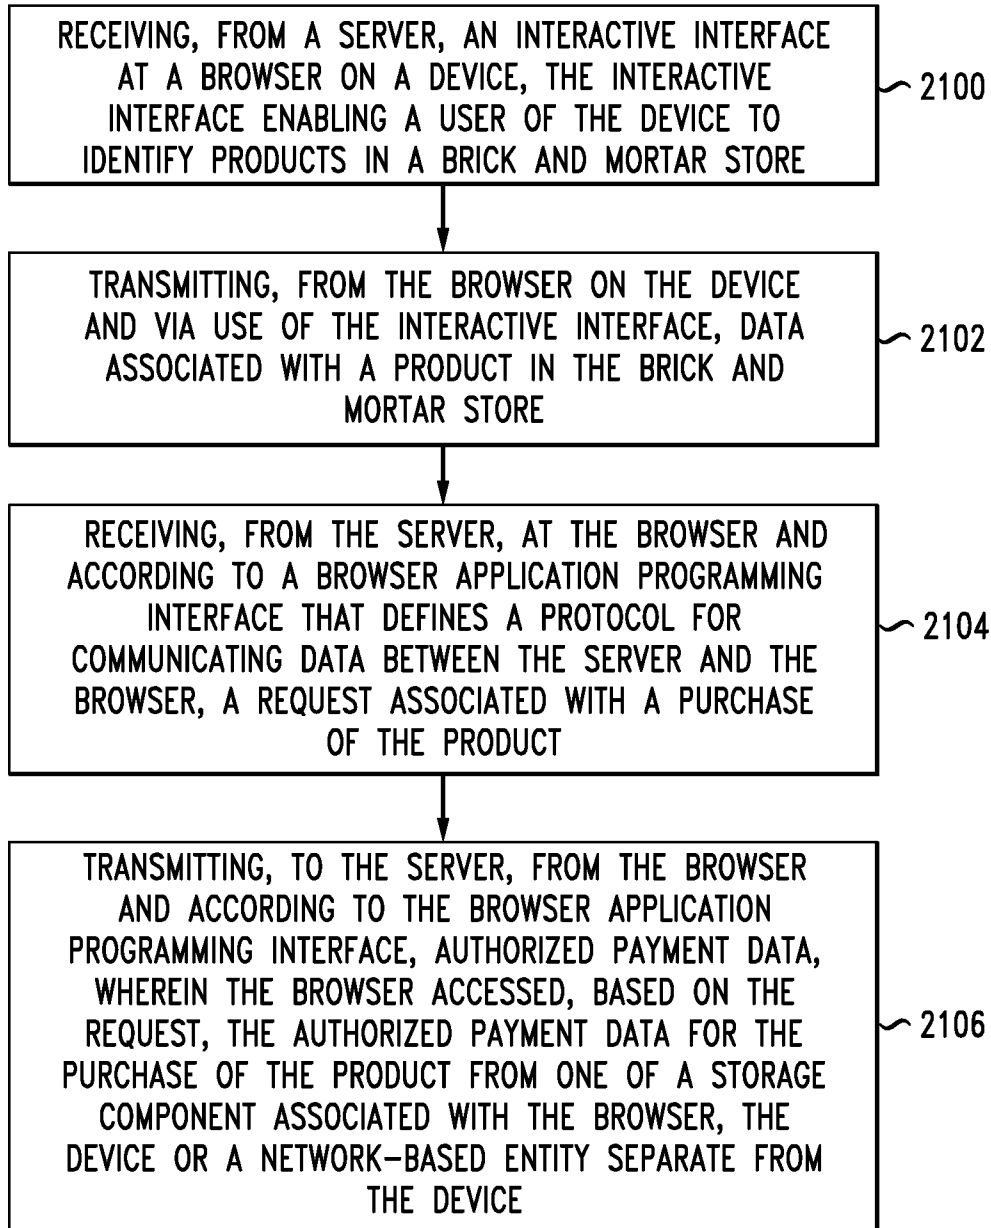 RECEIVING, FROM A SERVER, AN INTERACTIVE INTERFACE
AT A BROWSER ON A DEVICE, THE INTERACTIVE
INTERFACE ENABLING A USER OF THE DEVICE TO
IDENTIFY PRODUCTS IN A BRICK AND MORTAR STORE
2100
TRANSMITTING, FROM THE BROWSER ON THE DEVICE
AND VIA USE OF THE INTERACTIVE INTERFACE, DATA
ASSOCIATED WITH A PRODUCT IN THE BRICK AND
MORTAR STORE
2102
RECEIVING, FROM THE SERVER, AT THE BROWSER AND
ACCORDING TO A BROWSER APPLICATION PROGRAMMING
INTERFACE THAT DEFINES A PROTOCOL FOR
COMMUNICATING DATA BETWEEN THE SERVER AND THE
BROWSER, A REQUEST ASSOCIATED WITH A PURCHASE
OF THE PRODUCT
2104
TRANSMITTING, TO THE SERVER, FROM THE BROWSER
AND ACCORDING TO THE BROWSER APPLICATION
PROGRAMMING INTERFACE, AUTHORIZED PAYMENT DATA,
WHEREIN THE BROWSER ACCESSED, BASED ON THE
REQUEST, THE AUTHORIZED PAYMENT DATA FOR THE
PURCHASE OF THE PRODUCT FROM ONE OF A STORAGE
COMPONENT ASSOCIATED WITH THE BROWSER, THE
DEVICE OR A NETWORK-BASED ENTITY SEPARATE FROM
THE DEVICE
2106